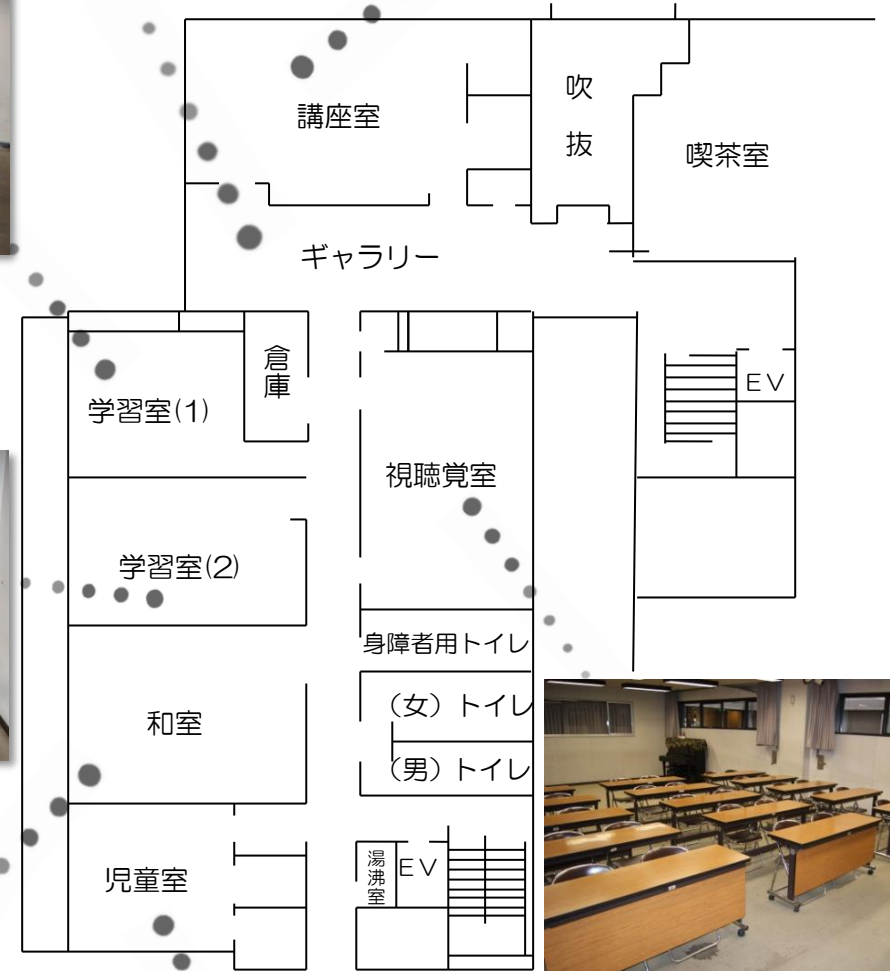 講座室
吹
抜
喫茶室
ギャラリー
倉庫
EV
学習室(1)
視聴覚室
学習室(2)
身障者用トイレ
和室
（女）トイレ
（男）トイレ
児童室
湯沸室
EV